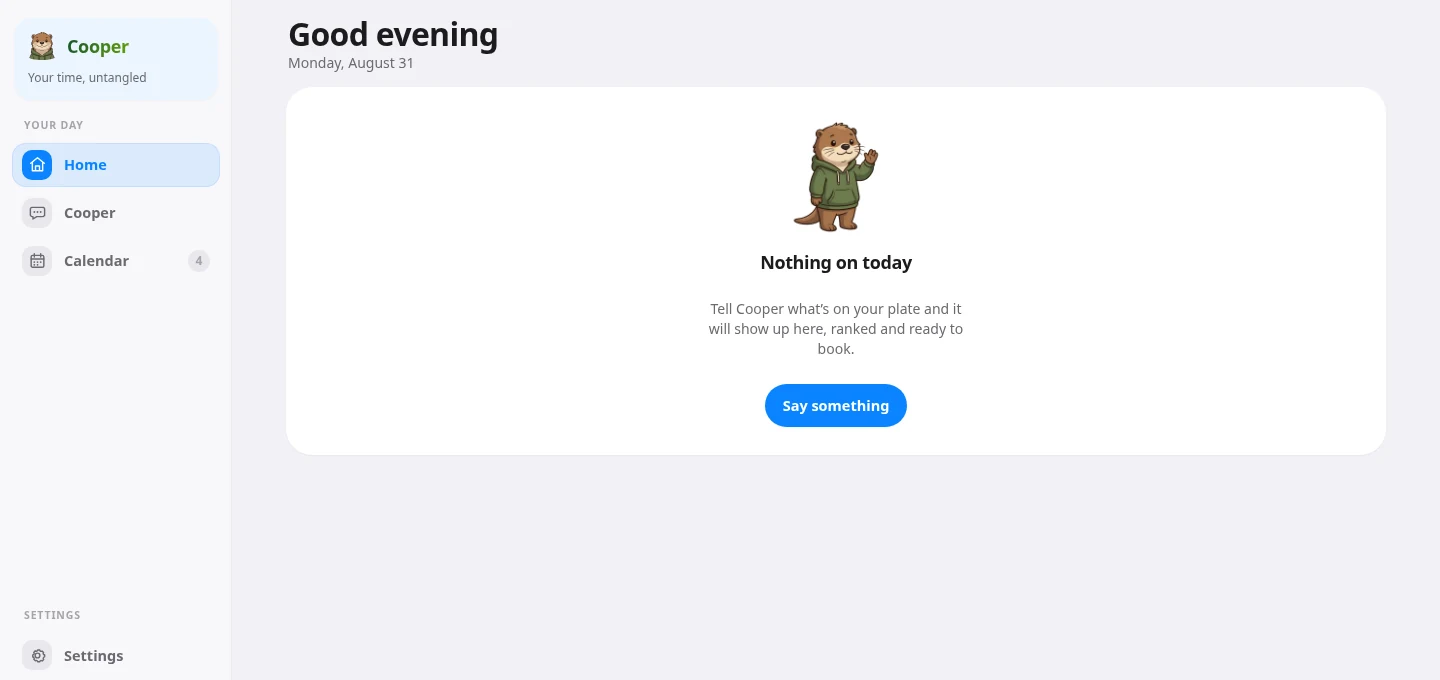 Cooper
Your time, untangled
YOUR DAY
Home
Cooper
Calendar
4
SETTINGS
Settings
Good evening
Monday, August 31
Nothing on today
Tell Cooper what's on your plate and it
will show up here, ranked and ready to
book.
Say something